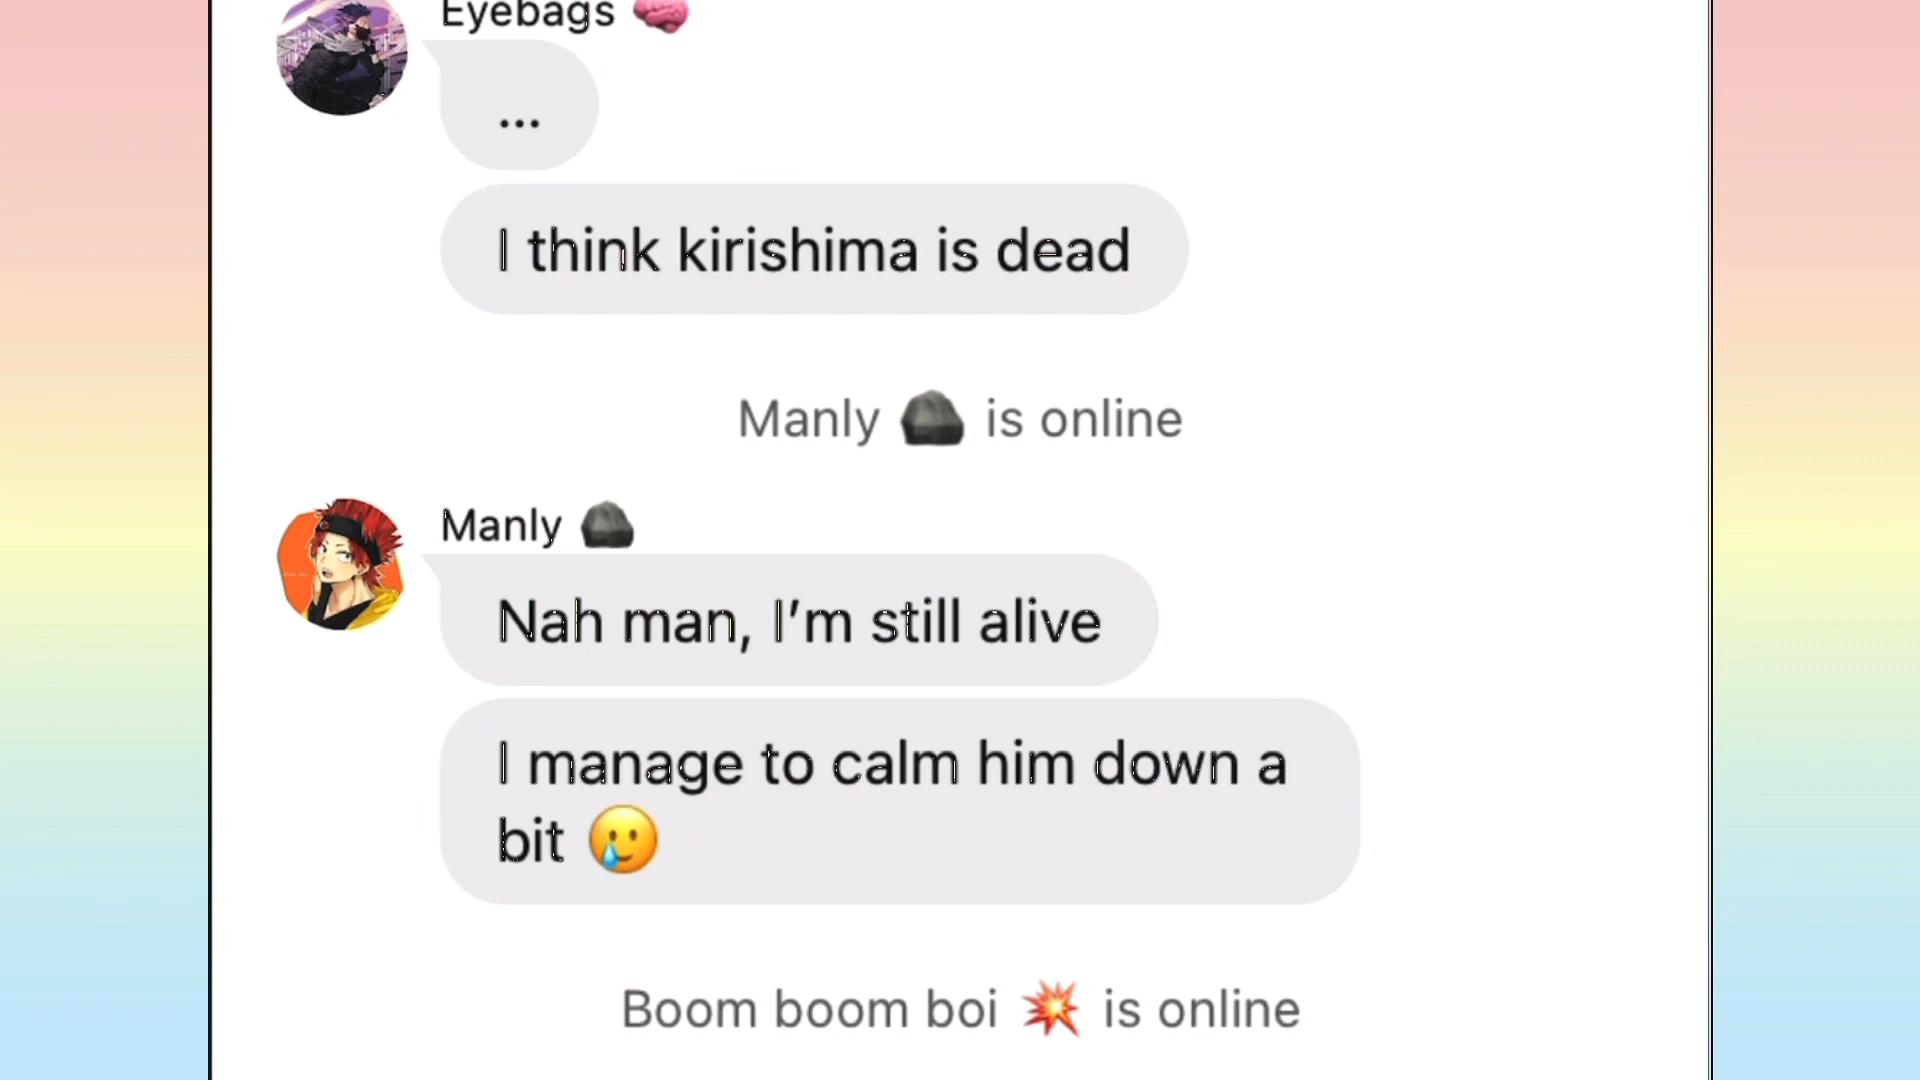 Eyebags 🧠
...
I think kirishima is dead
Manly 🪨 is online
Manly 🪨
Nah man, I'm still alive
I manage to calm him down a
bit 🥲
Boom boom boi 💥 is online